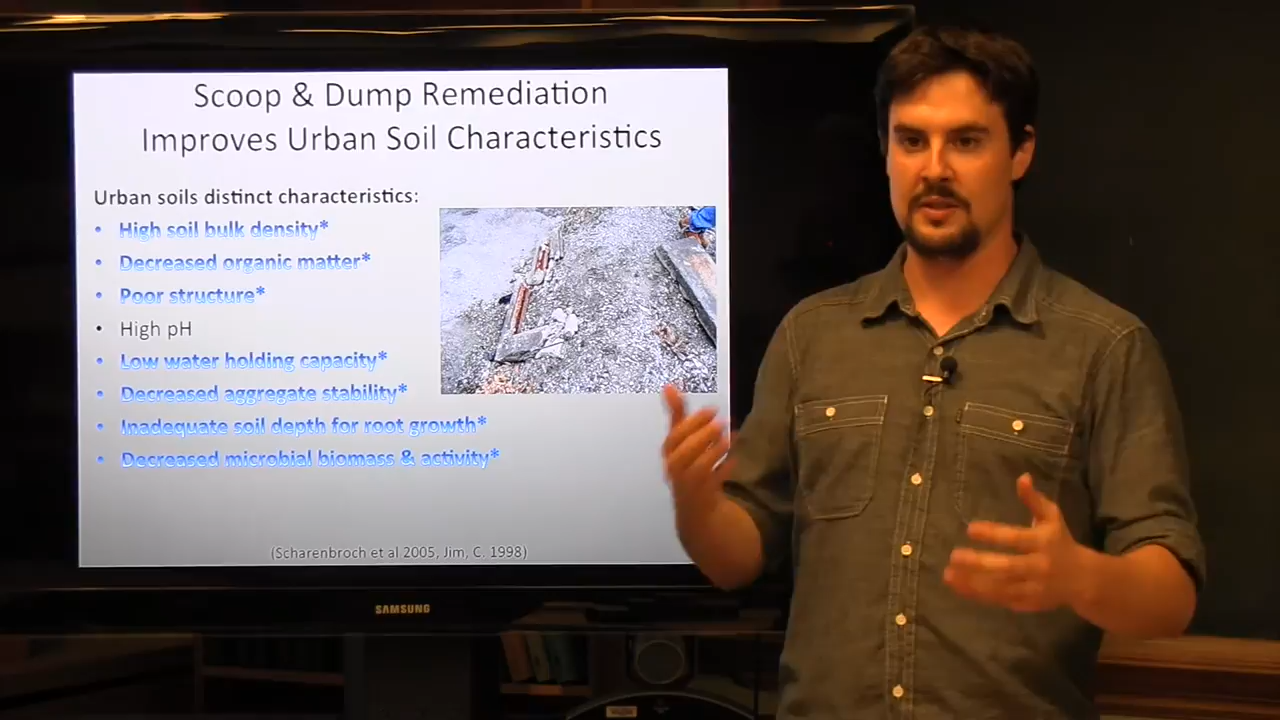 Scoop & Dump Remediation
Improves Urban Soil Characteristics
Urban soils distinct characteristics:
• High soil bulk density*
• Decreased organic matter*
• Poor structure*
• High pH
• Low water holding capacity*
• Decreased aggregate stability*
• Inadequate soil depth for root growth*
• Decreased microbial biomass & activity*
(Scharenbroch et al 2005, Jim, C. 1998)
SAMSUNG